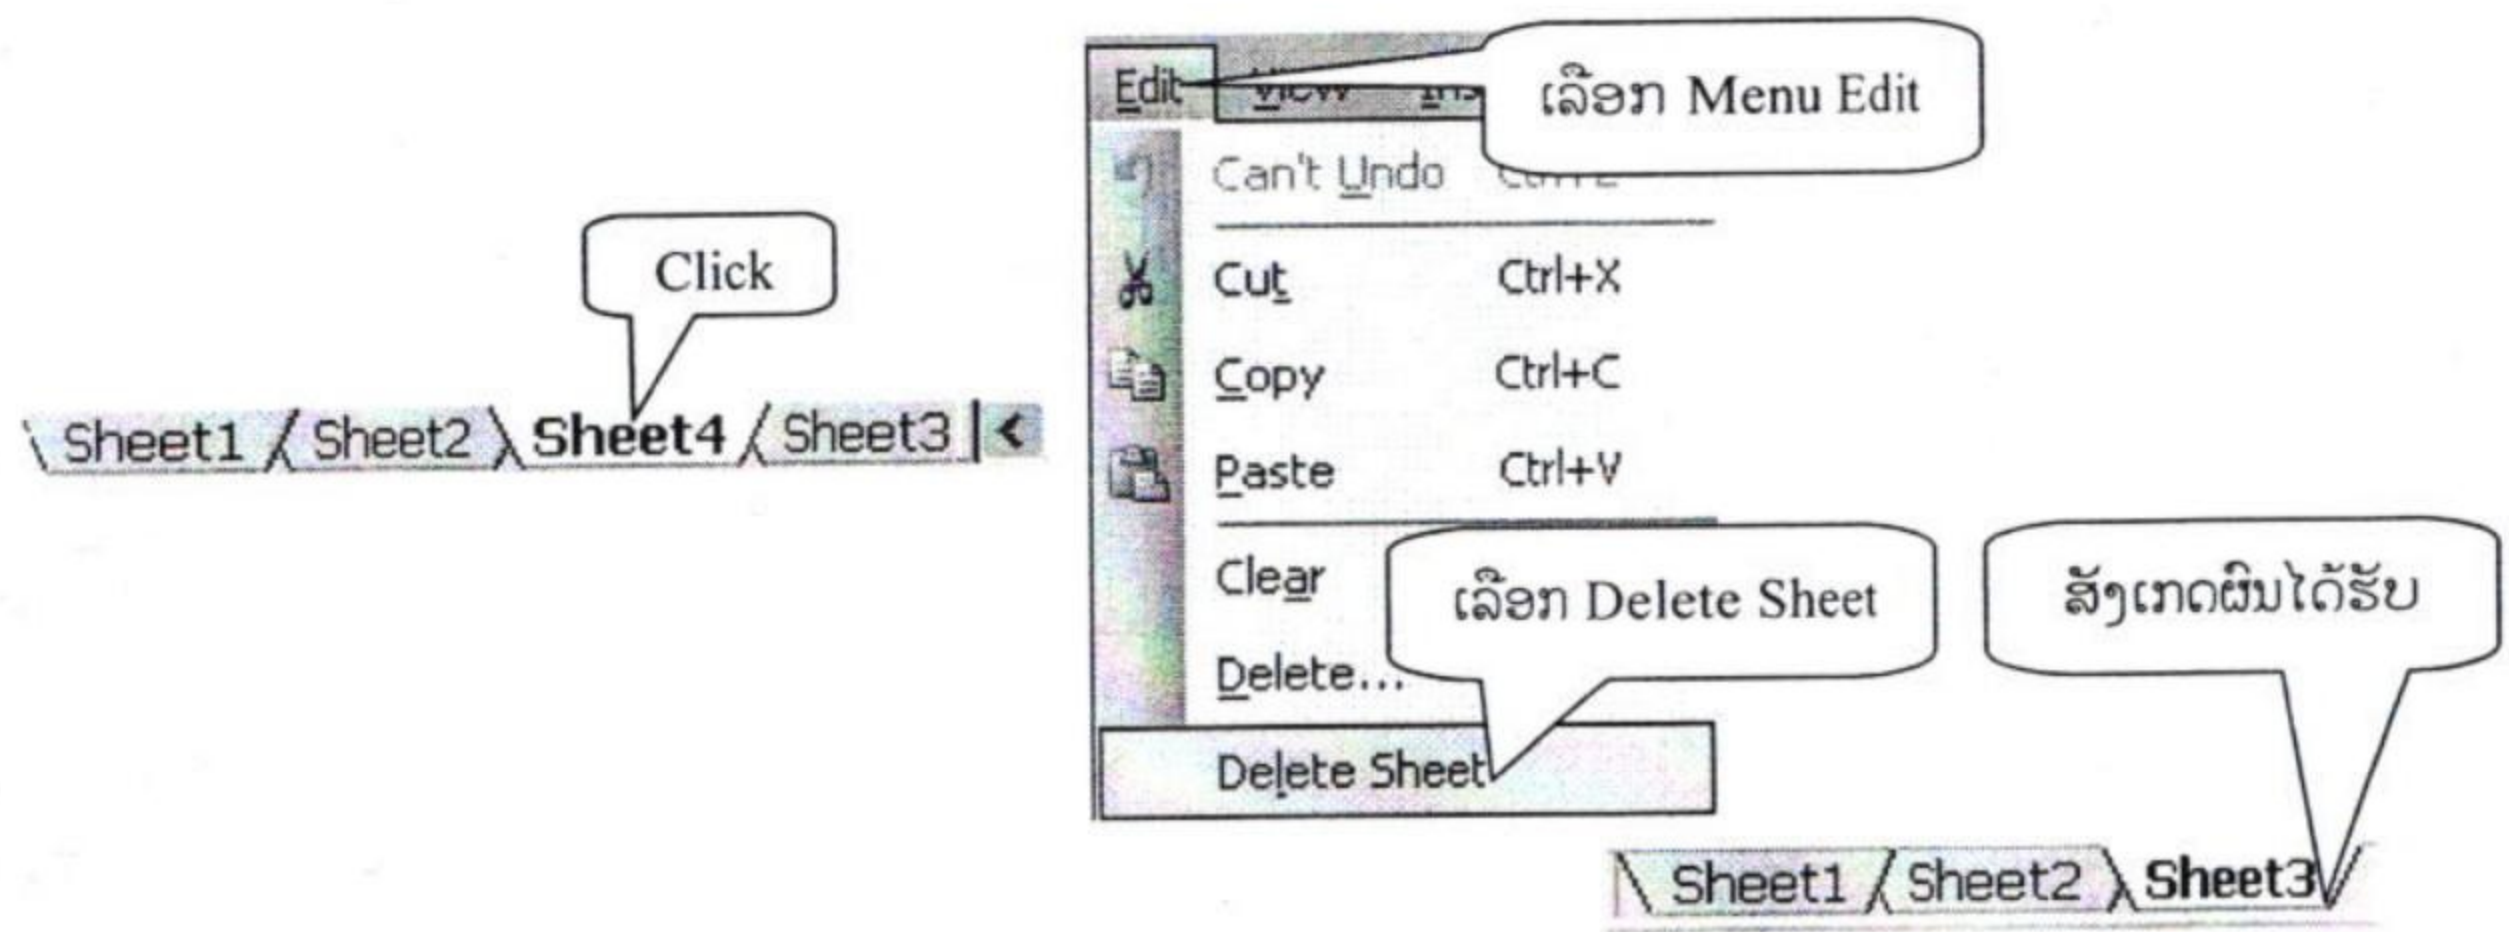 Click
Sheet1 Sheet2 Sheet4 Sheet3
Edit View Ins
ເລືອກ Menu Edit
Can't Undo
Cut Ctrl+X
Copy Ctrl+C
Paste Ctrl+V
Clear
ເລືອກ Delete Sheet
ສັງເກດຜົນໄດ້ຮັບ
Delete...
Delete Sheet
Sheet1 Sheet2 Sheet3